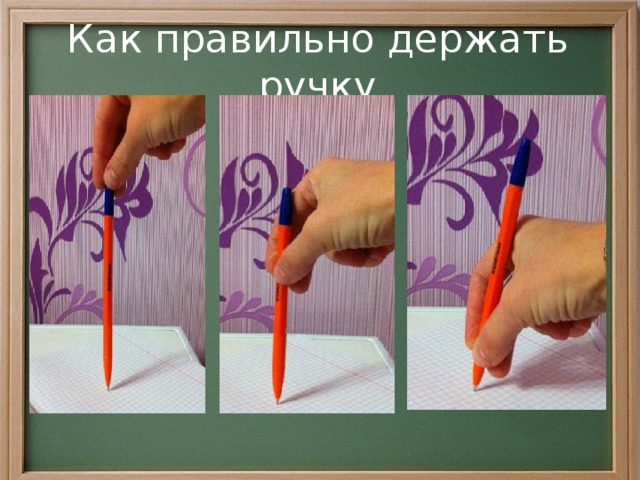 Как правильно держать
ручку